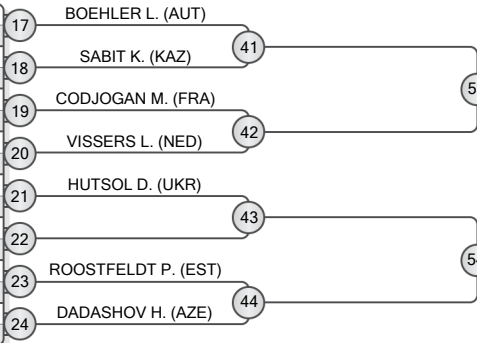 17 BOEHLER L. (AUT)
41
18 SABIT K. (KAZ)
19 CODJOGAN M. (FRA)
42
20 VISSERS L. (NED)
21 HUTSOL D. (UKR)
43
22
23 ROOSTFELDT P. (EST)
44
24 DADASHOV H. (AZE)